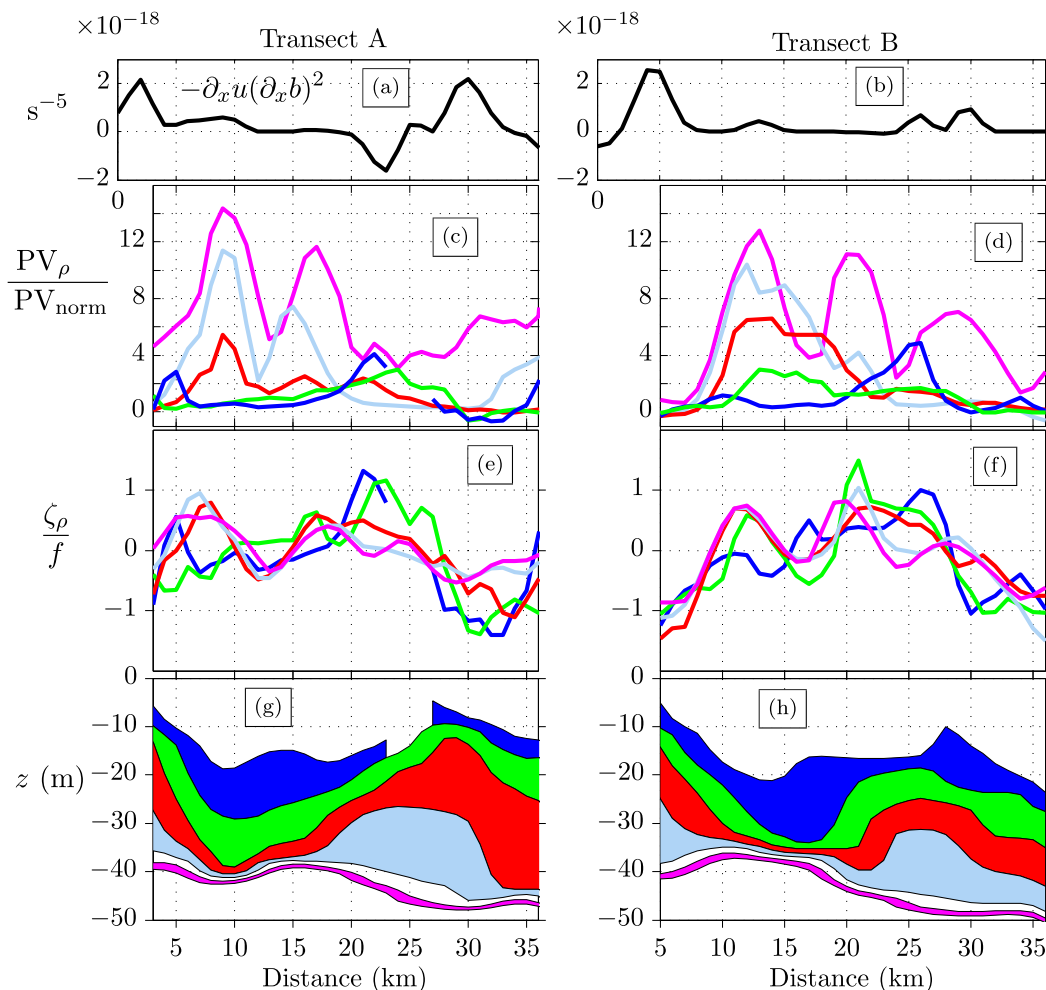 ×10⁻¹⁸ ×10⁻¹⁸
Transect A Transect B
s⁻⁵
2
0
−2
−∂ₓu(∂ₓb)²
(a)
2
0
−2
(b)
0
0
PVρ
PVnorm
12
8
4
0
(c)
12
8
4
0
(d)
ζρ
f
1
0
−1
(e)
1
0
−1
(f)
z (m)
0
−10
−20
−30
−40
−50
(g)
0
−10
−20
−30
−40
−50
(h)
5 10 15 20 25 30 35
5 10 15 20 25 30 35
Distance (km) Distance (km)